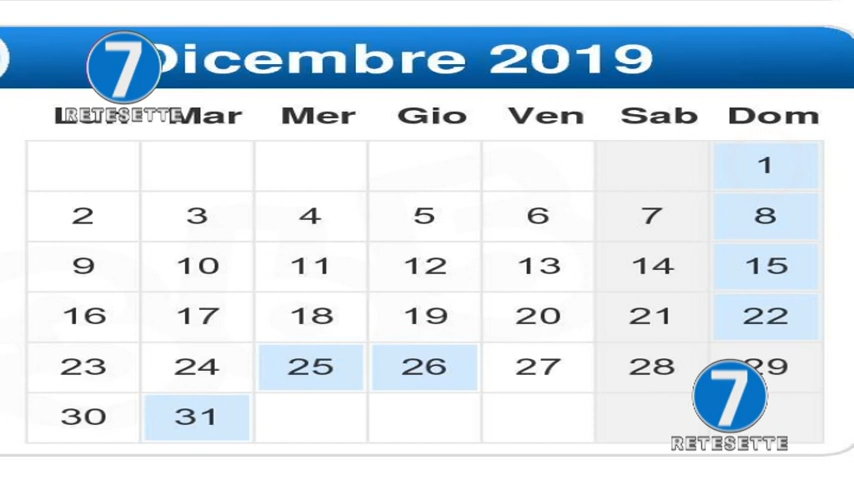 7 Dicembre 2019
RETESETTE
Lun Mar Mer Gio Ven Sab Dom
1
2 3 4 5 6 7 8
9 10 11 12 13 14 15
16 17 18 19 20 21 22
23 24 25 26 27 28 29
30 31
7
RETESETTE